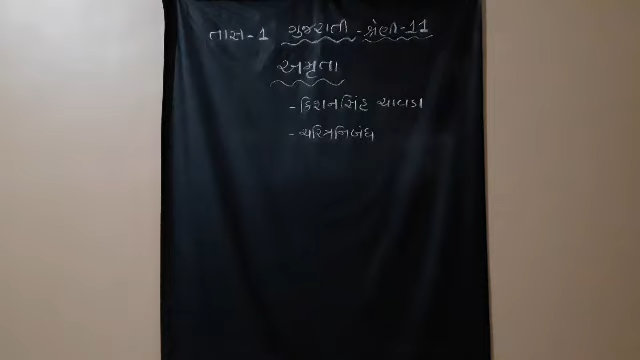 તાસ-1 ગુજરાતી - શ્રેણી-11
અમૃતા
- કિશનસિંહ ચાવડા
- ચરિત્રનિબંધ